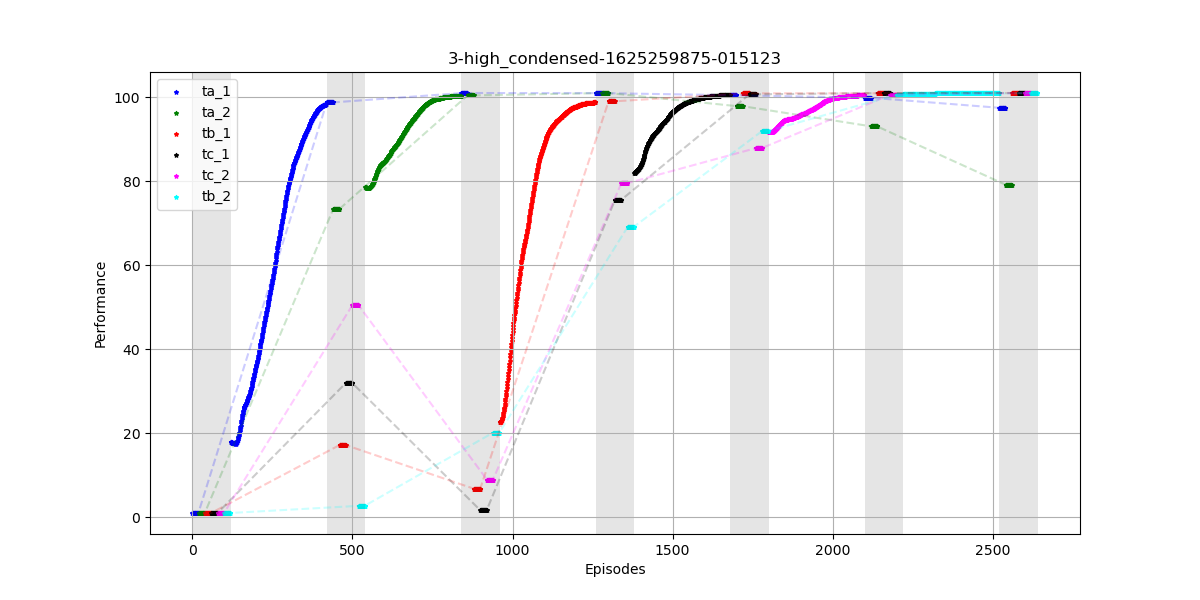 3-high_condensed-1625259875-015123
ta_1
ta_2
tb_1
tc_1
tc_2
tb_2
100
80
60
40
20
0
Performance
0 500 1000 1500 2000 2500
Episodes